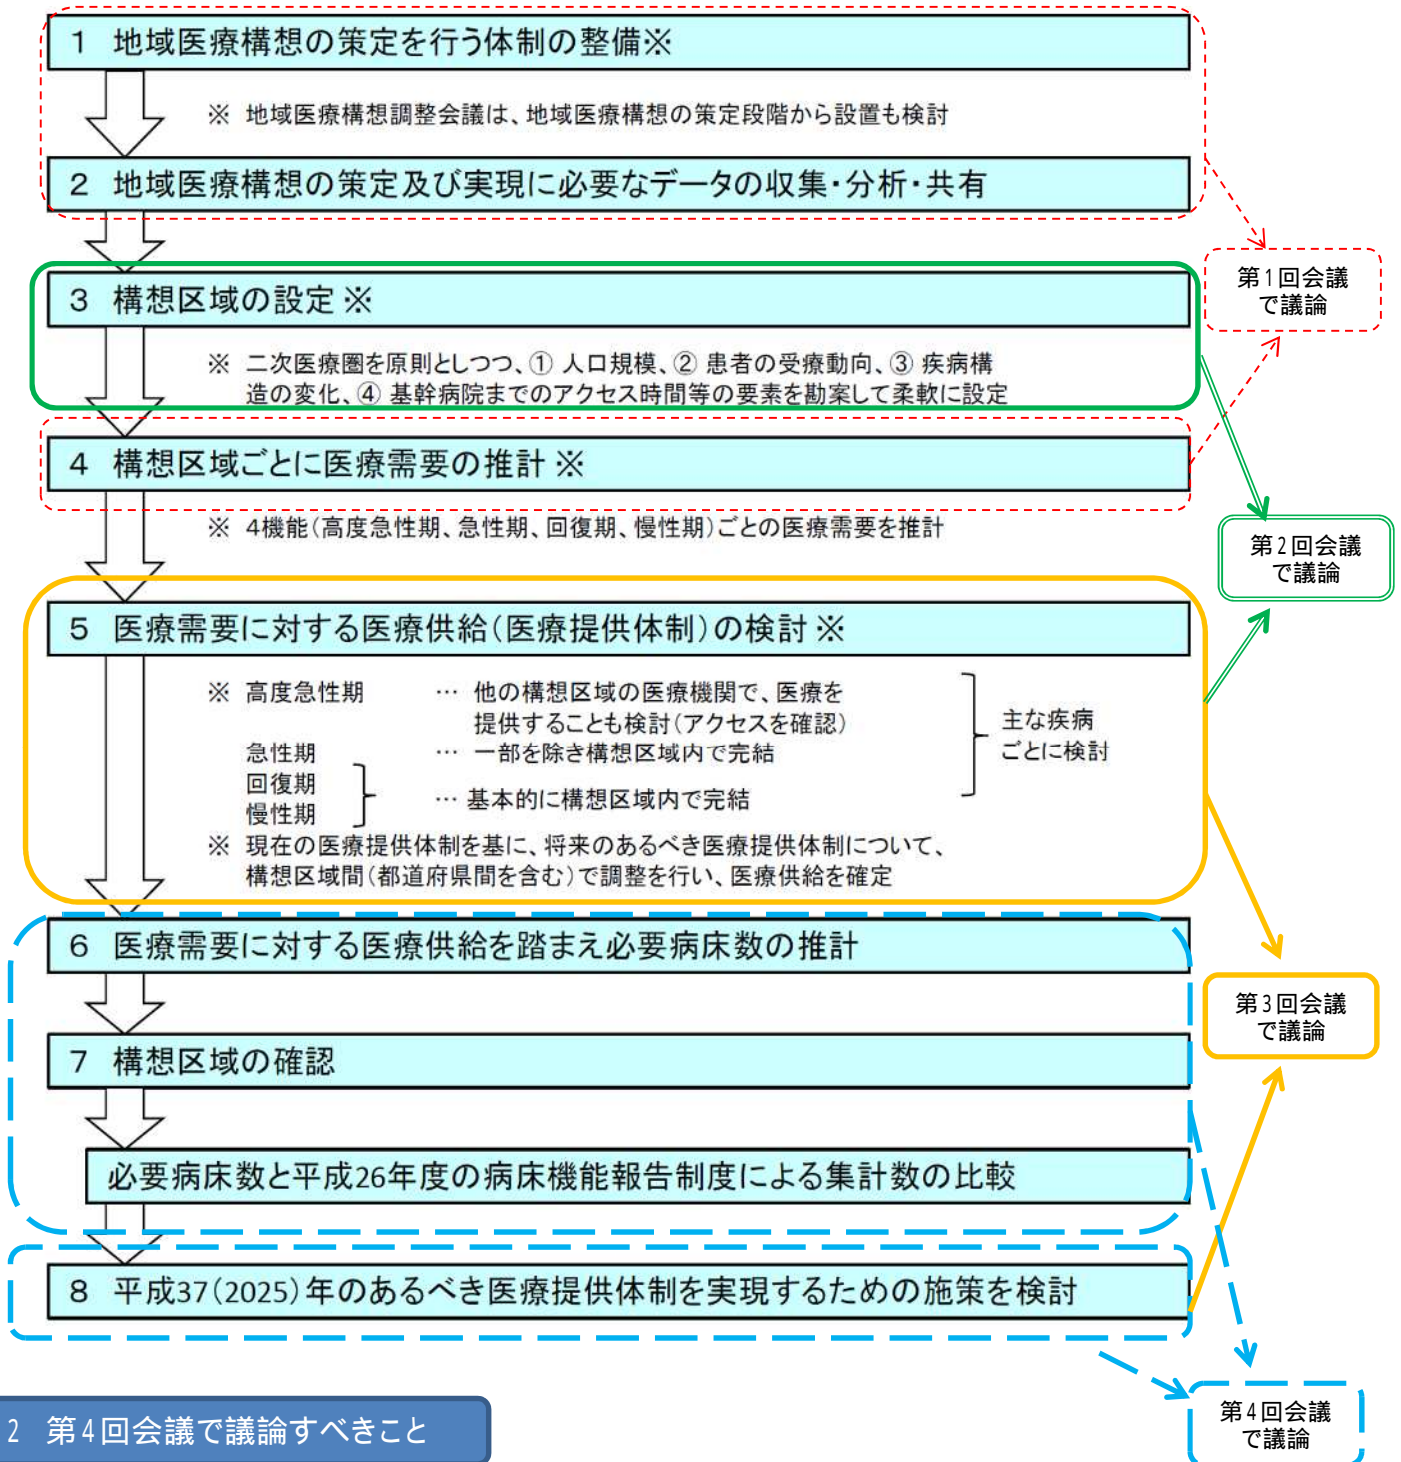 1 地域医療構想の策定を行う体制の整備※
※ 地域医療構想調整会議は、地域医療構想の策定段階から設置も検討
2 地域医療構想の策定及び実現に必要なデータの収集・分析・共有
第1回会議
で議論
3 構想区域の設定※
※ 二次医療圏を原則としつつ、① 人口規模、② 患者の受療動向、③ 疾病構
造の変化、④ 基幹病院までのアクセス時間等の要素を勘案して柔軟に設定
4 構想区域ごとに医療需要の推計※
※ 4機能(高度急性期、急性期、回復期、慢性期)ごとの医療需要を推計
第2回会議
で議論
5 医療需要に対する医療供給(医療提供体制)の検討※
※ 高度急性期 … 他の構想区域の医療機関で、医療を
提供することも検討(アクセスを確認)
急性期 … 一部を除き構想区域内で完結
回復期
慢性期
… 基本的に構想区域内で完結
主な疾病
ごとに検討
※ 現在の医療提供体制を基に、将来のあるべき医療提供体制について、
構想区域間(都道府県間を含む)で調整を行い、医療供給を確定
6 医療需要に対する医療供給を踏まえ必要病床数の推計
第3回会議
で議論
7 構想区域の確認
必要病床数と平成26年度の病床機能報告制度による集計数の比較
8 平成37(2025)年のあるべき医療提供体制を実現するための施策を検討
第4回会議
で議論
2 第4回会議で議論すべきこと